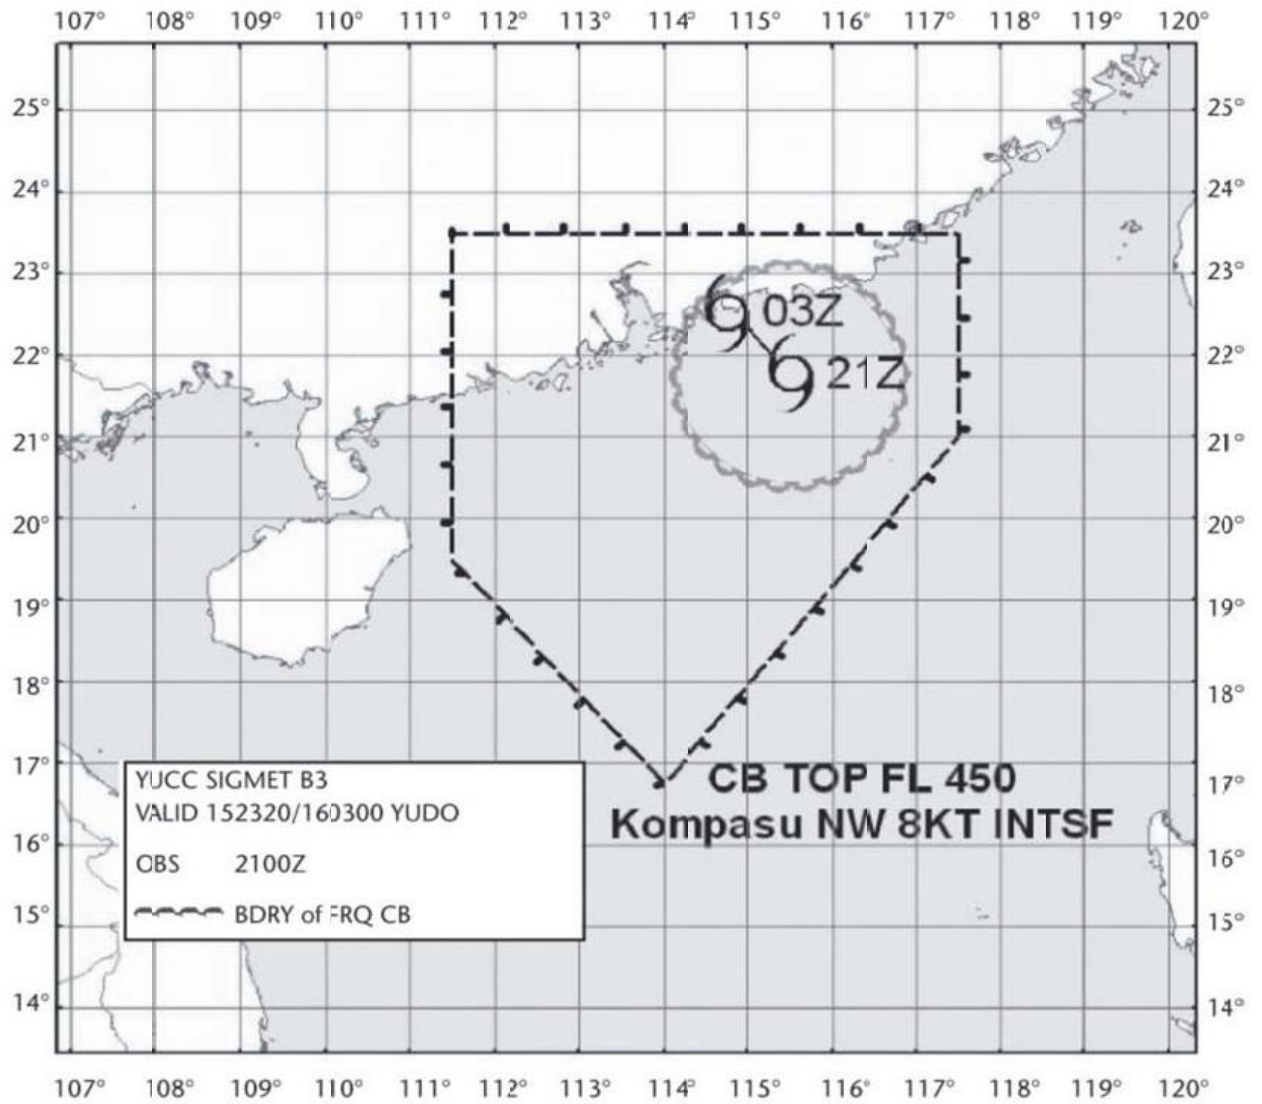 107° 108° 109° 110° 111° 112° 113° 114° 115° 116° 117° 118° 119° 120°
25° 25°
24° 24°
23° 23°
03Z
22° 22°
21Z
21° 21°
20° 20°
19° 19°
18° 18°
17° 17°
CB TOP FL 450
Kompasu NW 8KT INTSF
YUCC SIGMET B3
VALID 152320/160300 YUDO
OBS 2100Z
BDRY of FRQ CB
16° 16°
15° 15°
14° 14°
107° 108° 109° 110° 111° 112° 113° 114° 115° 116° 117° 118° 119° 120°